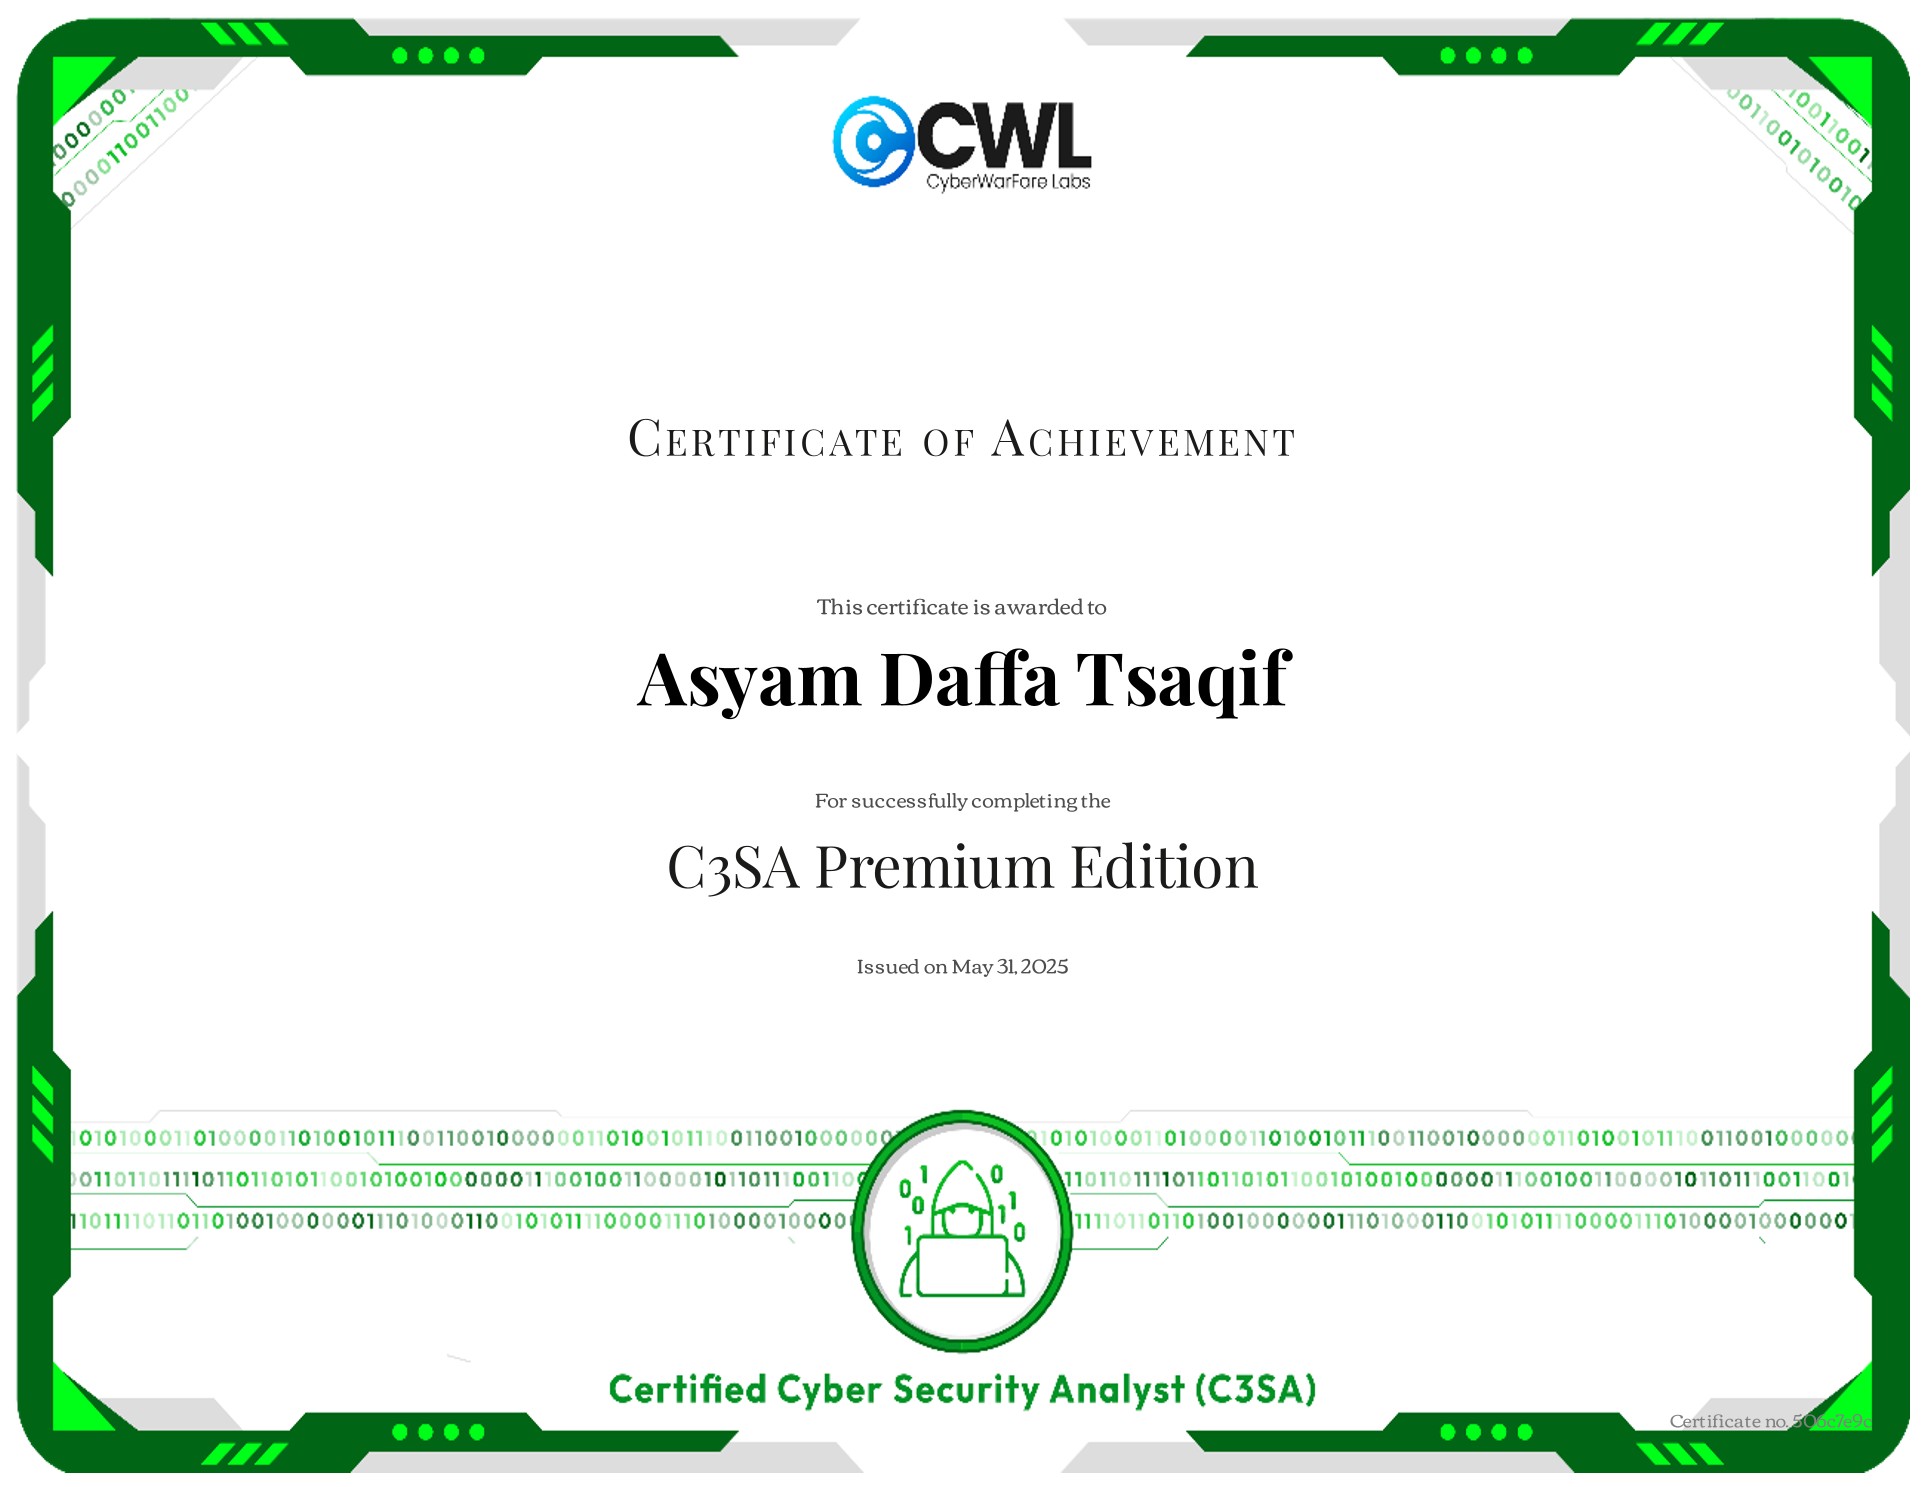 CWL
CyberWarFare Labs
Certificate of Achievement
This certificate is awarded to
Asyam Daffa Tsaqif
For successfully completing the
C3SA Premium Edition
Issued on May 31, 2025
Certified Cyber Security Analyst (C3SA)
Certificate no.